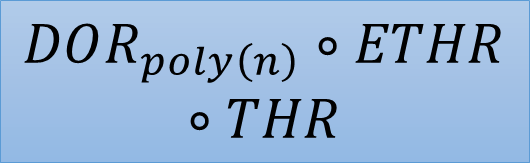 DOR_{poly(n)} ∘ ETHR
∘ THR